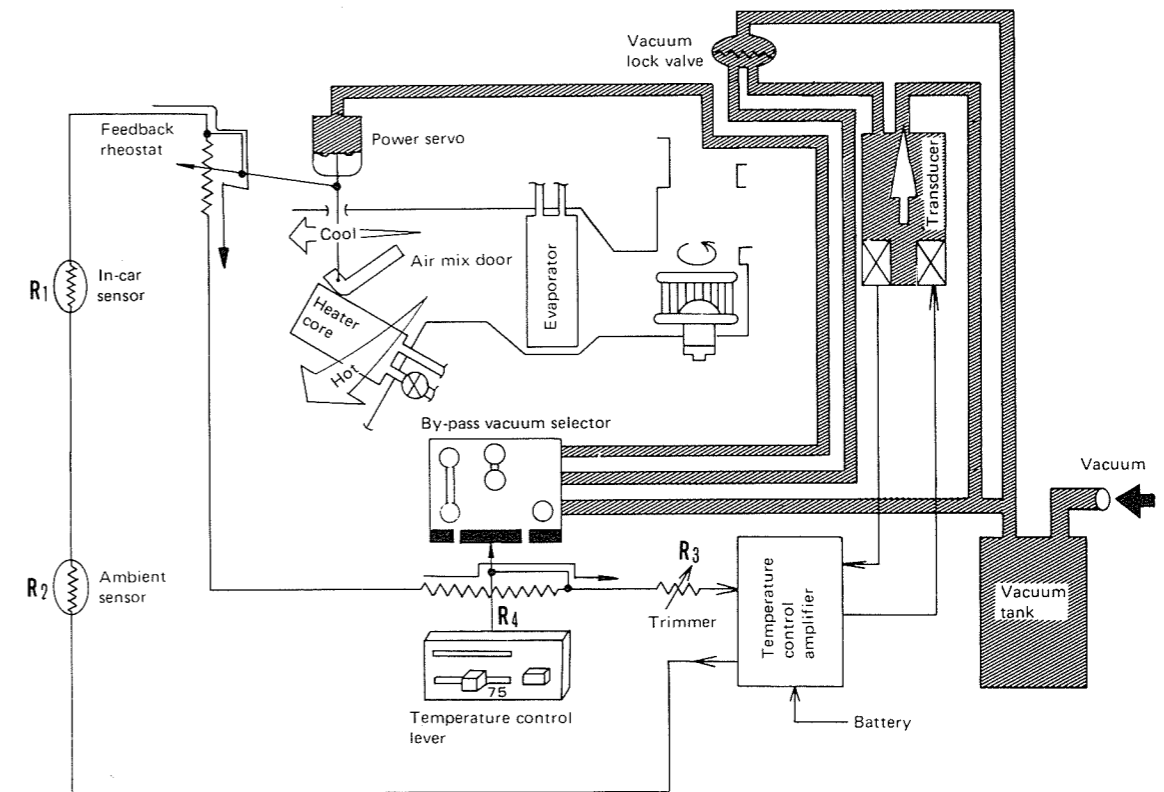 Vacuum
lock valve
Feedback
rheostat
Power servo
Transducer
Cool
Air mix door
Evaporator
R1
In-car
sensor
Heater
core
Hot
By-pass vacuum selector
Vacuum
R2
Ambient
sensor
R3
R4
Trimmer
Temperature
control
amplifier
Vacuum
tank
75
Temperature control
lever
Battery